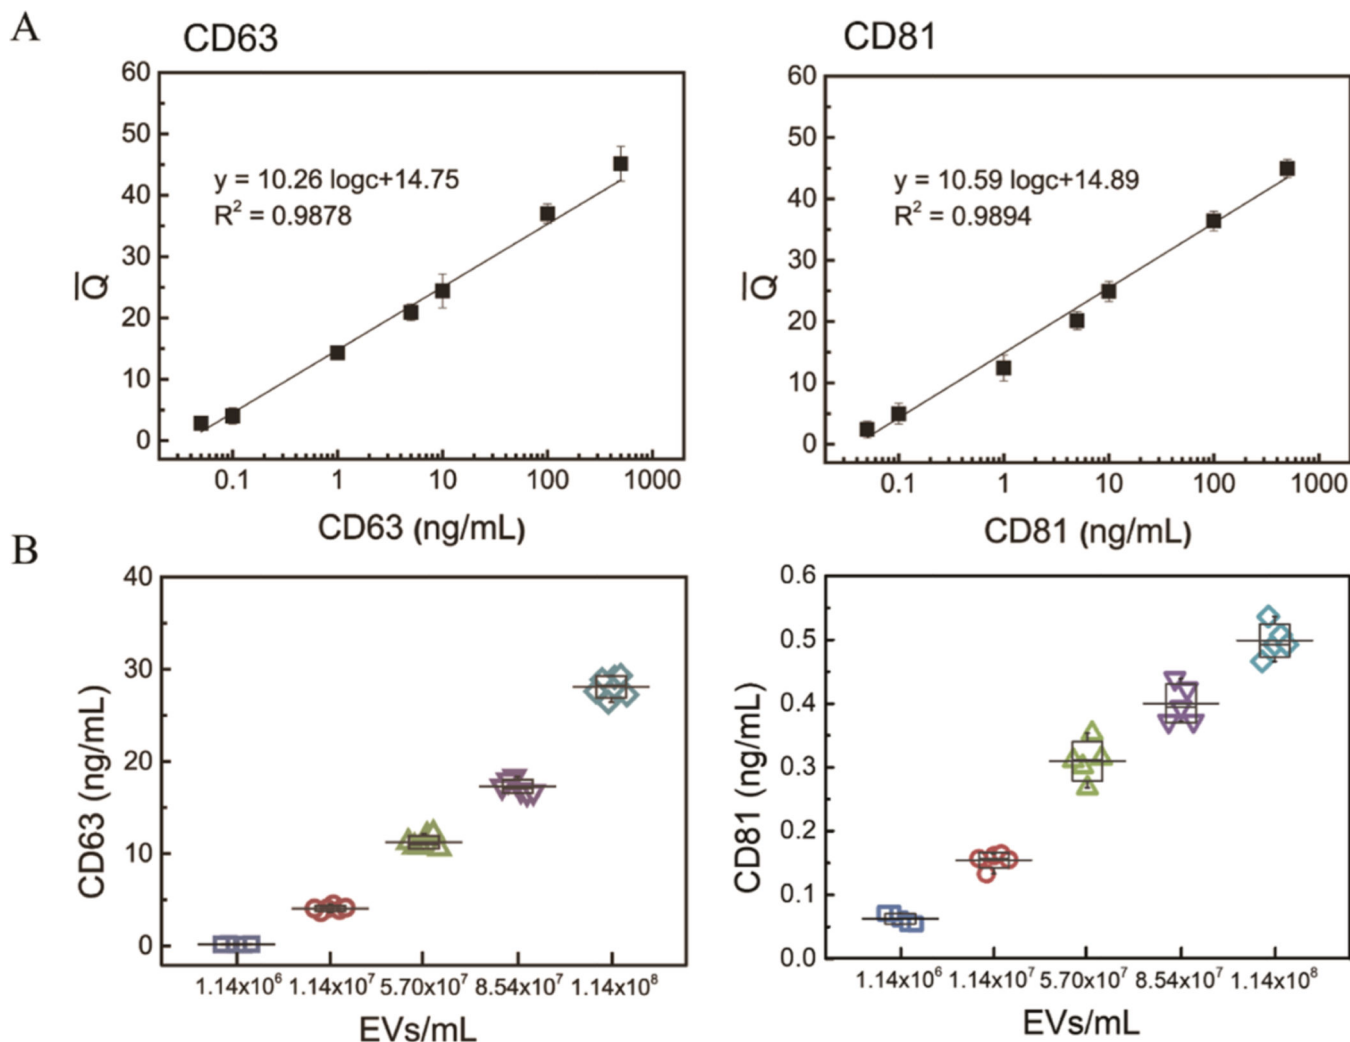 A
CD63
60
50
40
30
20
10
0
Q̅
y = 10.26 logc+14.75
R² = 0.9878
0.1 1 10 100 1000
CD63 (ng/mL)
CD81
60
50
40
30
20
10
0
Q̅
y = 10.59 logc+14.89
R² = 0.9894
0.1 1 10 100 1000
CD81 (ng/mL)
B
40
30
20
10
0
CD63 (ng/mL)
1.14x10⁶ 1.14x10⁷ 5.70x10⁷ 8.54x10⁷ 1.14x10⁸
EVs/mL
0.6
0.5
0.4
0.3
0.2
0.1
0.0
CD81 (ng/mL)
1.14x10⁶ 1.14x10⁷ 5.70x10⁷ 8.54x10⁷ 1.14x10⁸
EVs/mL